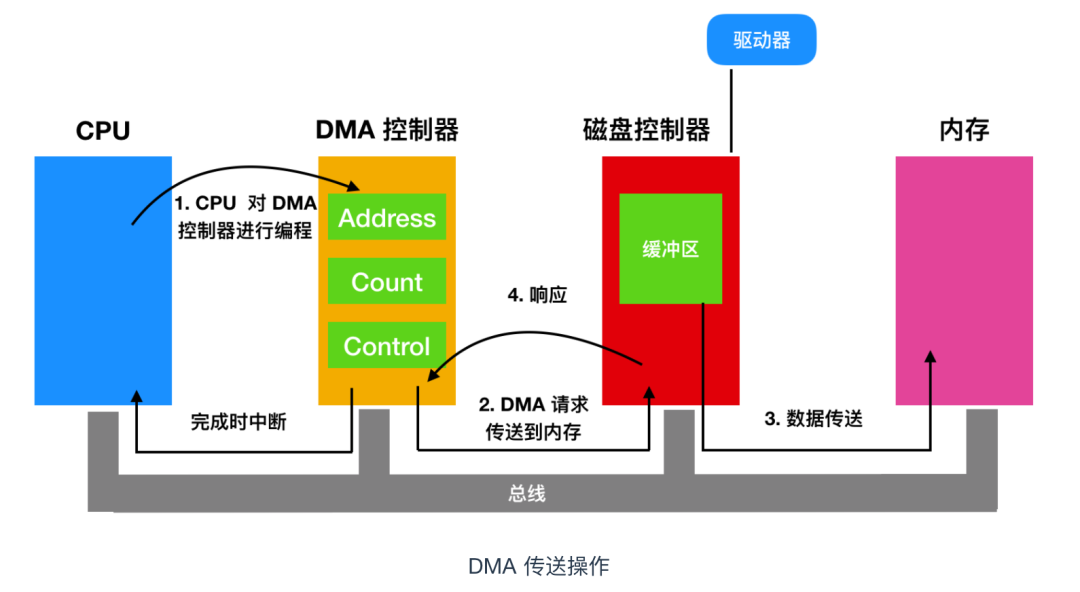 驱动器
CPU
DMA 控制器
磁盘控制器
内存
1. CPU 对 DMA
控制器进行编程
Address
Count
Control
缓冲区
4. 响应
完成时中断
2. DMA 请求
传送到内存
3. 数据传送
总线
DMA 传送操作